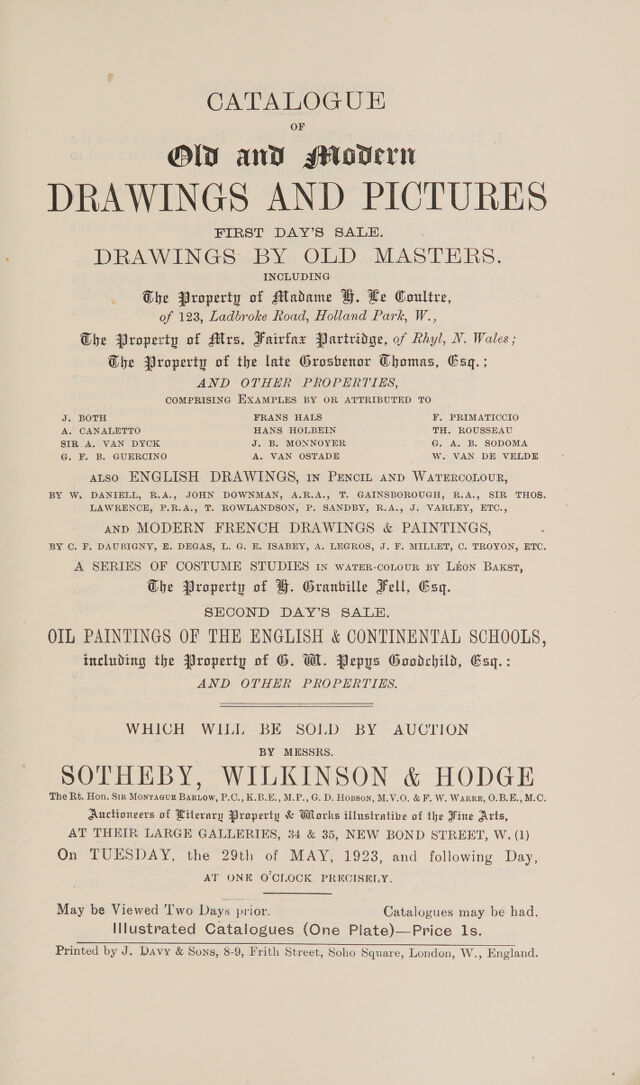 CATALOGUE
OF
Old and Modern
DRAWINGS AND PICTURES
FIRST DAY'S SALE.
DRAWINGS BY OLD MASTERS.
INCLUDING
The Property of Madame H. Le Coultre,
of 123, Ladbroke Road, Holland Park, W.,
The Property of Mrs. Fairfax Partridge, of Rhyl, N. Wales;
The Property of the late Grosvenor Thomas, Esq.;
AND OTHER PROPERTIES,
COMPRISING EXAMPLES BY OR ATTRIBUTED TO
J. BOTH FRANS HALS F. PRIMATICCIO
A. CANALETTO HANS HOLBEIN TH. ROUSSEAU
SIR A. VAN DYCK J. B. MONNOYER G. A. B. SODOMA
G. F. B. GUERCINO A. VAN OSTADE W. VAN DE VELDE
ALSO ENGLISH DRAWINGS, IN PENCIL AND WATERCOLOUR,
BY W. DANIELL, R.A., JOHN DOWNMAN, A.R.A., T. GAINSBOROUGH, R.A., SIR THOS.
LAWRENCE, P.R.A., T. ROWLANDSON, P. SANDBY, R.A., J. VARLEY, ETC.,
AND MODERN FRENCH DRAWINGS & PAINTINGS,
BY C. F. DAUBIGNY, E. DEGAS, L. G. E. ISABEY, A. LEGROS, J. F. MILLET, C. TROYON, ETC.
A SERIES OF COSTUME STUDIES IN WATER-COLOUR BY LÉON BAKST,
The Property of H. Granville Fell, Esq.
SECOND DAY'S SALE.
OIL PAINTINGS OF THE ENGLISH & CONTINENTAL SCHOOLS,
including the Property of G. W. Pepys Goodchild, Esq.:
AND OTHER PROPERTIES.
WHICH WILL BE SOLD BY AUCTION
BY MESSRS.
SOTHEBY, WILKINSON & HODGE
The Rt. Hon. SIR MONTAGUE BARLOW, P.C., K.B.E., M.P., G. D. HOBSON, M.V.O. & F. W. WARRE, O.B.E., M.C.
Auctioneers of Literary Property & Works illustrative of the Fine Arts,
AT THEIR LARGE GALLERIES, 34 & 35, NEW BOND STREET, W. (1)
On TUESDAY, the 29th of MAY, 1923, and following Day,
AT ONE O'CLOCK PRECISELY.
May be Viewed Two Days prior. Catalogues may be had.
Illustrated Catalogues (One Plate)—Price 1s.
Printed by J. Davy & Sons, 8-9, Frith Street, Soho Square, London, W., England.